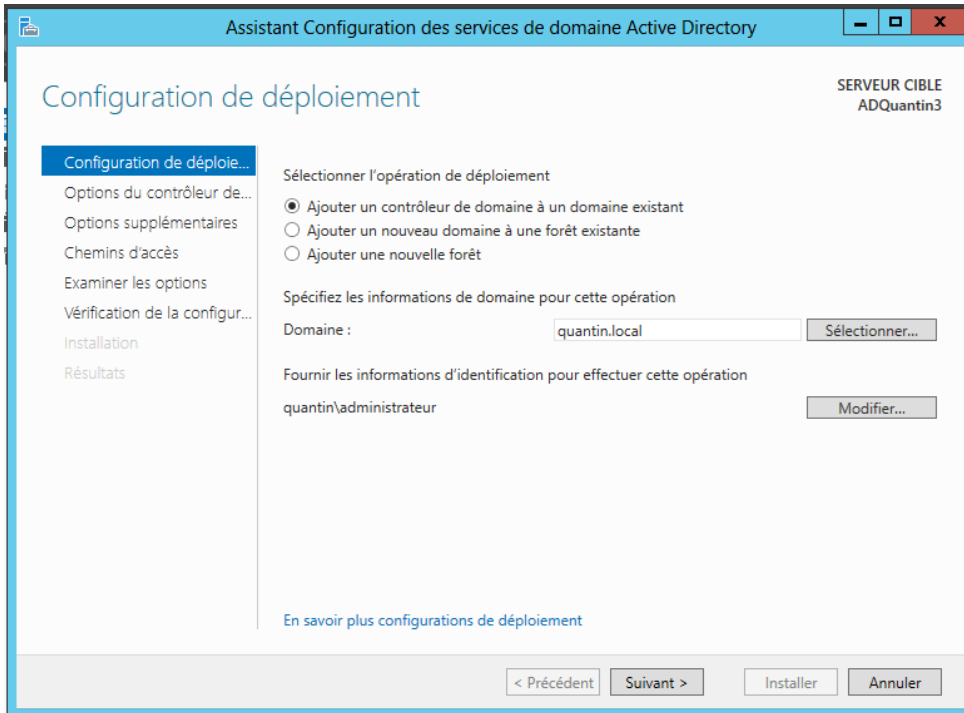 Assistant Configuration des services de domaine Active Directory
Configuration de déploiement
SERVEUR CIBLE
ADQuantin3
Configuration de déploie...
Options du contrôleur de...
Options supplémentaires
Chemins d'accès
Examiner les options
Vérification de la configur...
Installation
Résultats
Sélectionner l'opération de déploiement
Ajouter un contrôleur de domaine à un domaine existant
Ajouter un nouveau domaine à une forêt existante
Ajouter une nouvelle forêt
Spécifiez les informations de domaine pour cette opération
Domaine : quantin.local Sélectionner...
Fournir les informations d'identification pour effectuer cette opération
quantin\administrateur Modifier...
En savoir plus configurations de déploiement
< Précédent Suivant > Installer Annuler